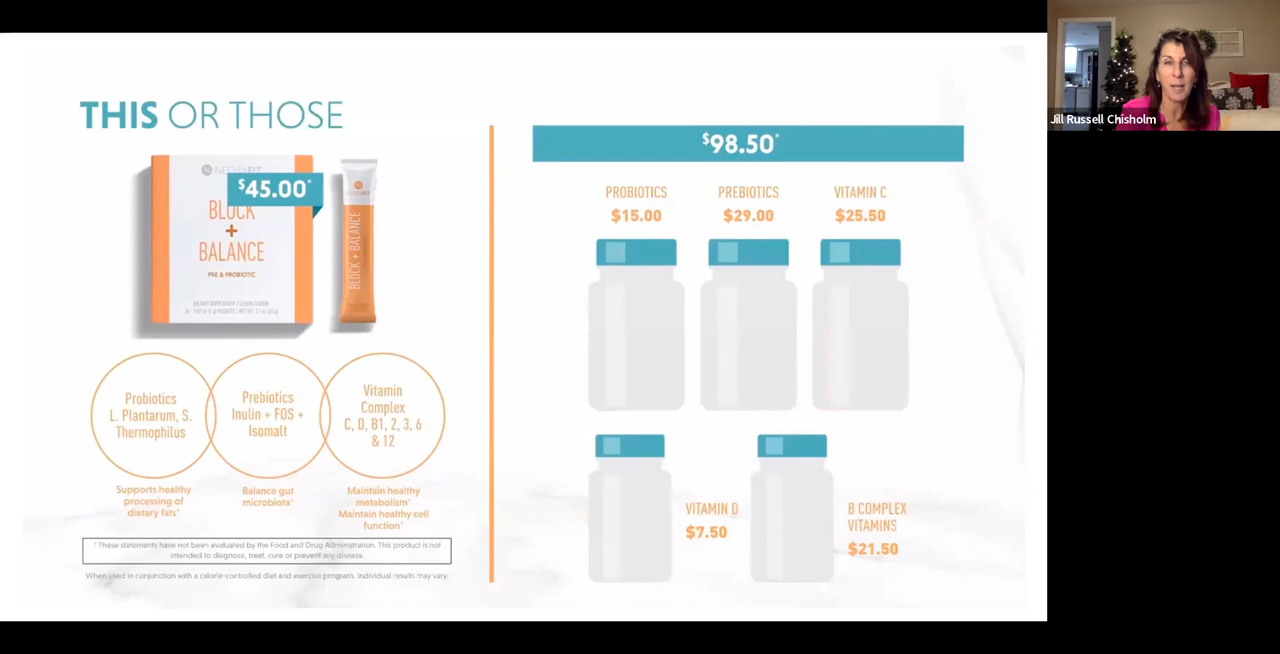 THIS OR THOSE
NEORAFIT
$45.00*
BLOCK
+
BALANCE
PRE & PROBIOTIC
DIETARY SUPPLEMENT | LEMON FLAVOR
BLOCK + BALANCE
Probiotics
L. Plantarum, S.
Thermophilus
Prebiotics
Inulin + FOS +
Isomalt
Vitamin
Complex
C, D, B1, 2, 3, 6
& 12
Supports healthy
processing of
dietary fats*
Balance gut
microbiota*
Maintain healthy
metabolism*
Maintain healthy cell
function*
* These statements have not been evaluated by the Food and Drug Administration. This product is not
intended to diagnose, treat, cure or prevent any disease.
When used in conjunction with a calorie-controlled diet and exercise program. Individual results may vary.
$98.50*
PROBIOTICS
$15.00
PREBIOTICS
$29.00
VITAMIN C
$25.50
VITAMIN D
$7.50
B COMPLEX
VITAMINS
$21.50
Jill Russell Chisholm